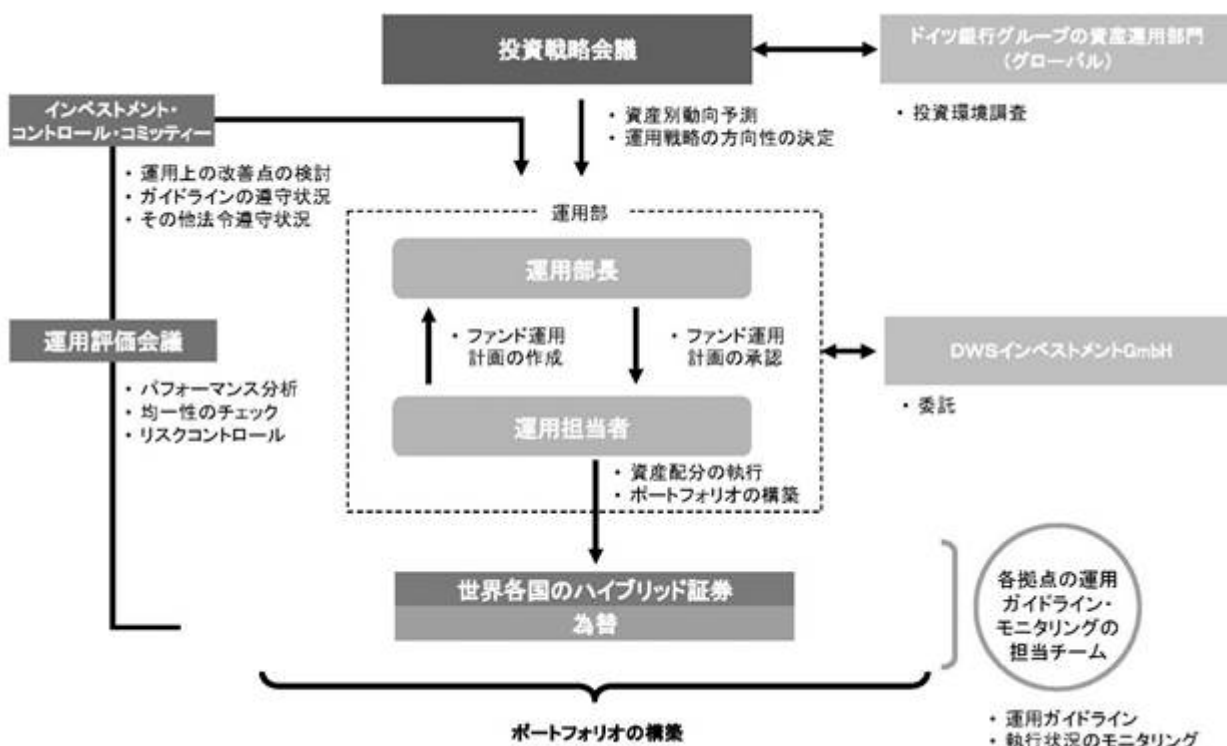 投資戦略会議
ドイツ銀行グループの資産運用部門
(グローバル)
・投資環境調査
・資産別動向予測
・運用戦略の方向性の決定
インベストメント・
コントロール・コミッティー
・運用上の改善点の検討
・ガイドラインの遵守状況
・その他法令遵守状況
運用部
運用部長
・ファンド運用
計画の作成
・ファンド運用
計画の承認
運用評価会議
・パフォーマンス分析
・均一性のチェック
・リスクコントロール
DWSインベストメントGmbH
・委託
運用担当者
・資産配分の執行
・ポートフォリオの構築
世界各国のハイブリッド証券
為替
各拠点の運用
ガイドライン・
モニタリングの
担当チーム
・運用ガイドライン
・執行状況のモニタリング
ポートフォリオの構築